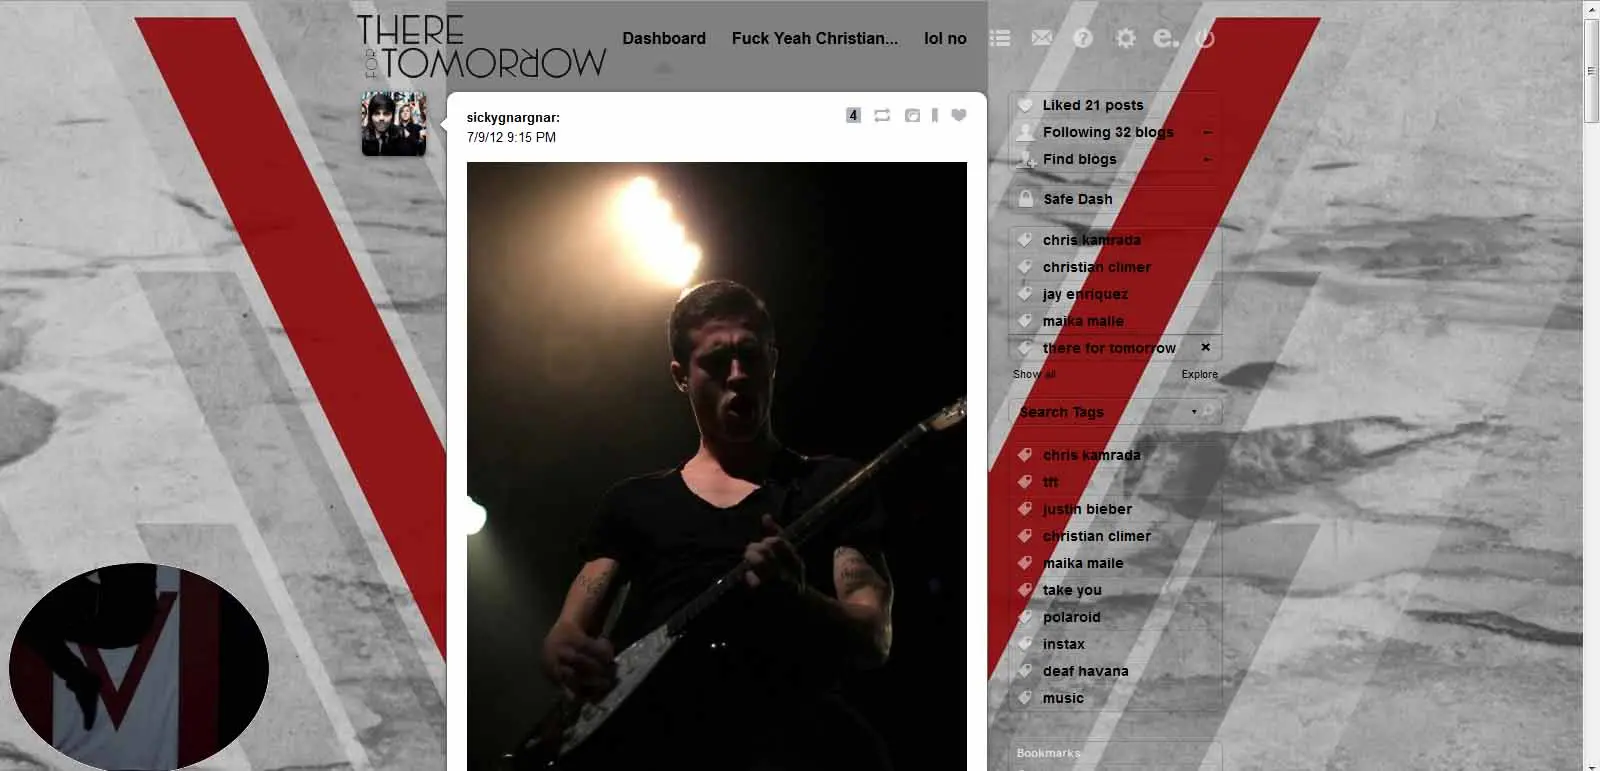 THERE
FOR
TOMORROW
Dashboard
Fuck Yeah Christian...
lol no
e.
sickygnargnar:
7/9/12 9:15 PM
4
Liked 21 posts
Following 32 blogs
Find blogs
Safe Dash
chris kamrada
christian climer
jay enriquez
maika maile
there for tomorrow
Show all
Explore
Search Tags
chris kamrada
tft
justin bieber
christian climer
maika maile
take you
polaroid
instax
deaf havana
music
Bookmarks